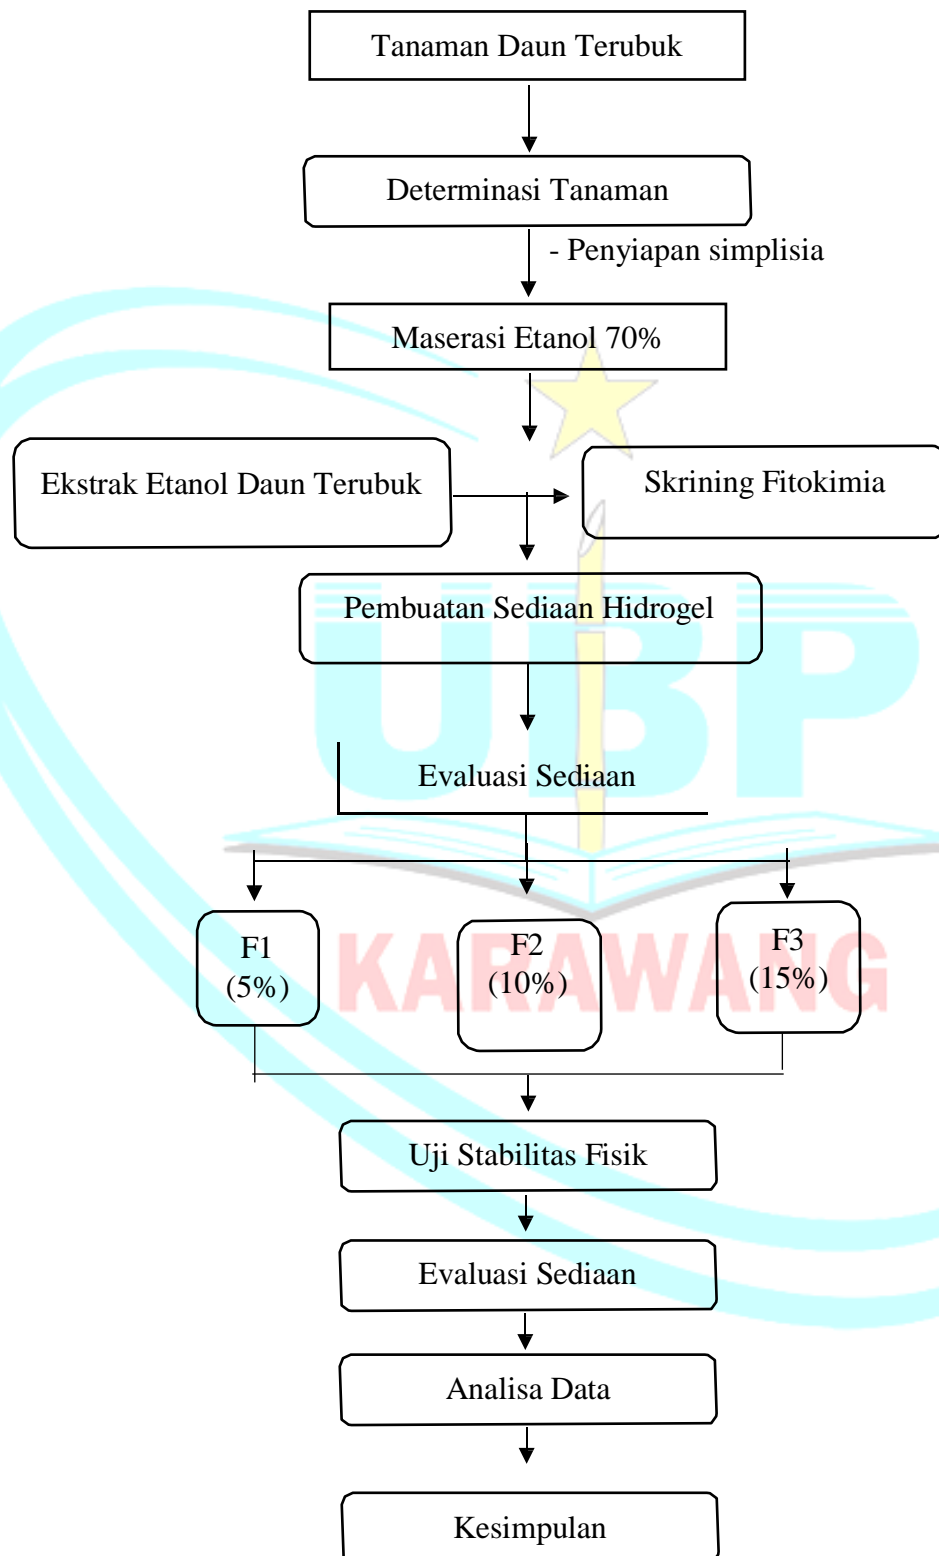 Tanaman Daun Terubuk
Determinasi Tanaman
- Penyiapan simplisia
Maserasi Etanol 70%
Ekstrak Etanol Daun Terubuk
Skrining Fitokimia
Pembuatan Sediaan Hidrogel
UBP
Evaluasi Sediaan
F1
(5%)
F2
(10%)
F3
(15%)
KARAWANG
Uji Stabilitas Fisik
Evaluasi Sediaan
Analisa Data
Kesimpulan